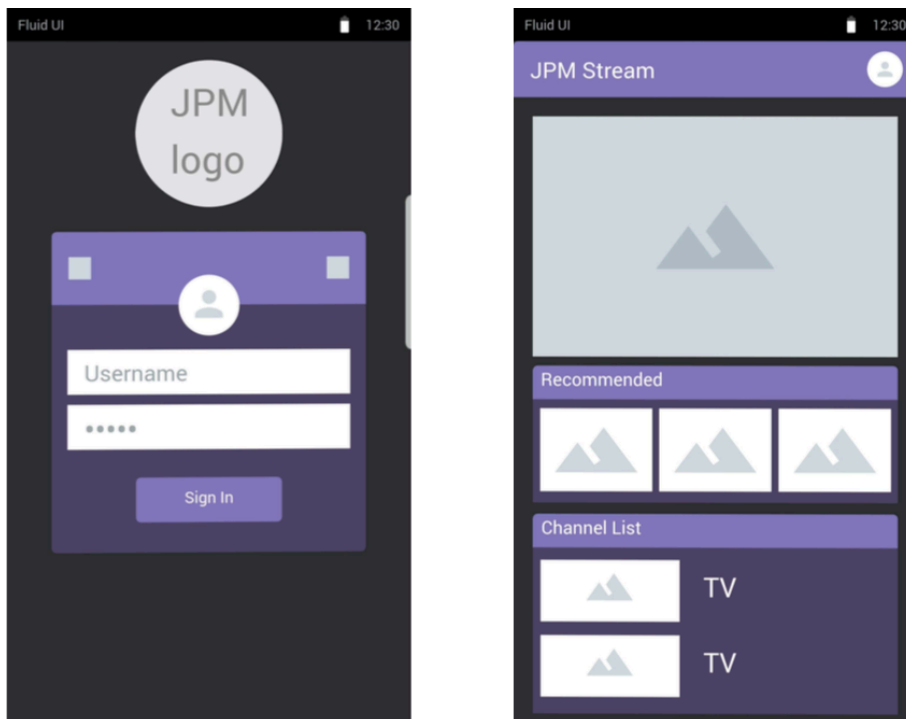 Fluid UI 12:30
JPM
logo
Username
•••••
Sign In
Fluid UI 12:30
JPM Stream
Recommended
Channel List
TV
TV